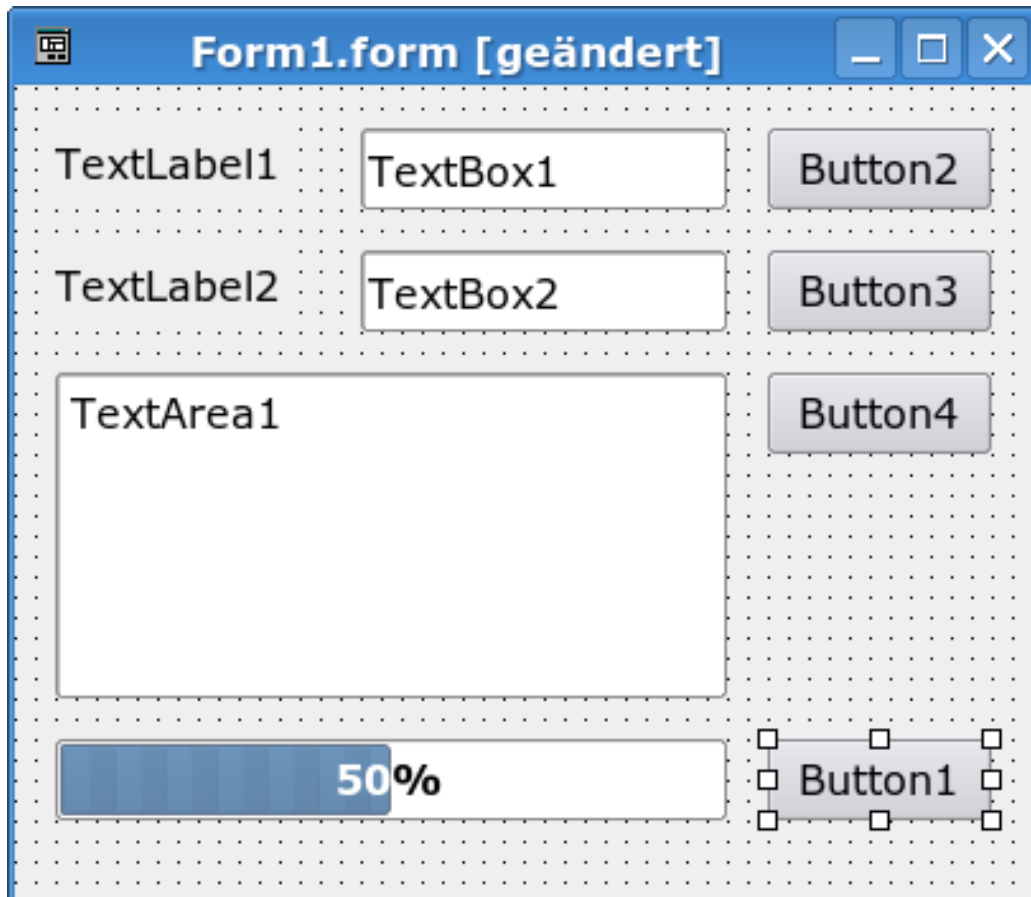 Form1.form [geändert]
TextLabel1
TextBox1
Button2
TextLabel2
TextBox2
Button3
TextArea1
Button4
50%
Button1